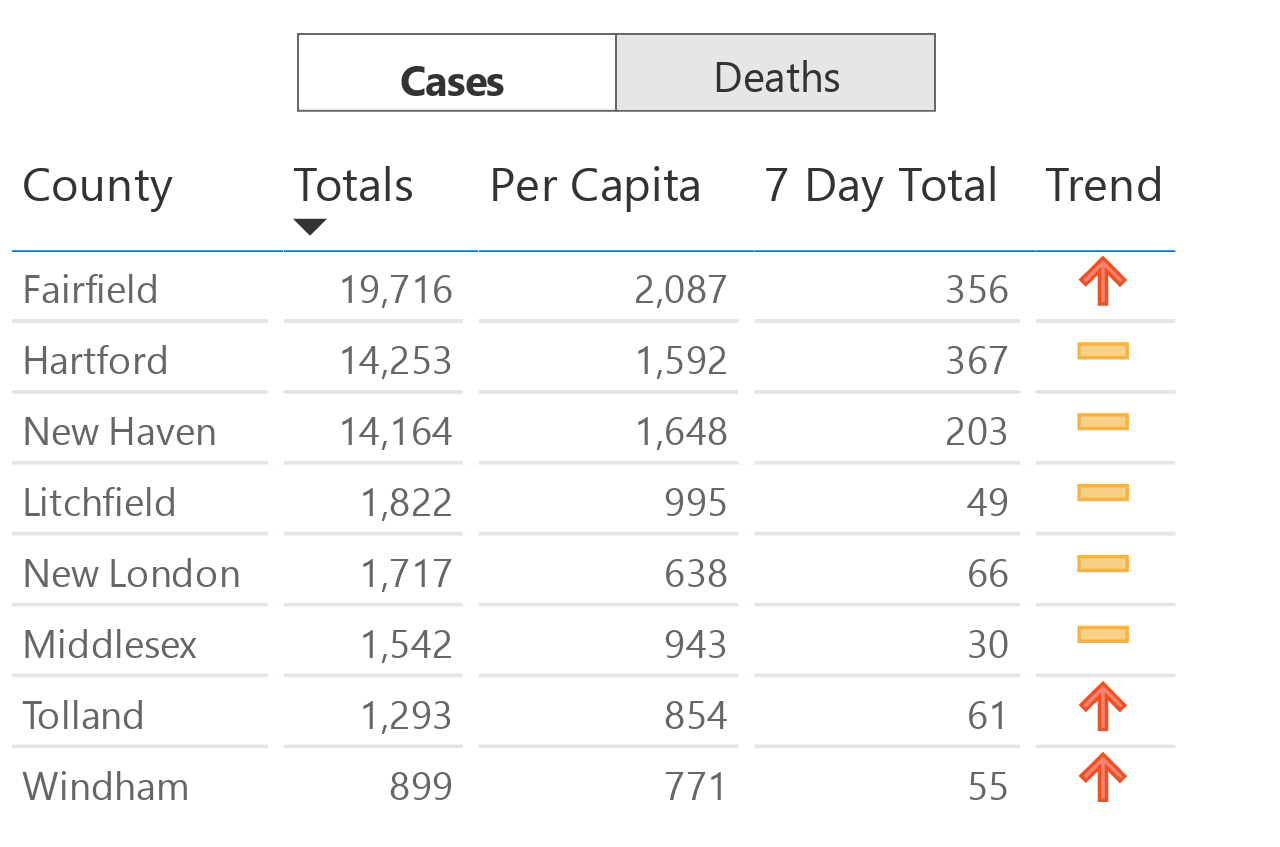 Cases Deaths
County Totals Per Capita 7 Day Total Trend
Fairfield 19,716 2,087 356
Hartford 14,253 1,592 367
New Haven 14,164 1,648 203
Litchfield 1,822 995 49
New London 1,717 638 66
Middlesex 1,542 943 30
Tolland 1,293 854 61
Windham 899 771 55